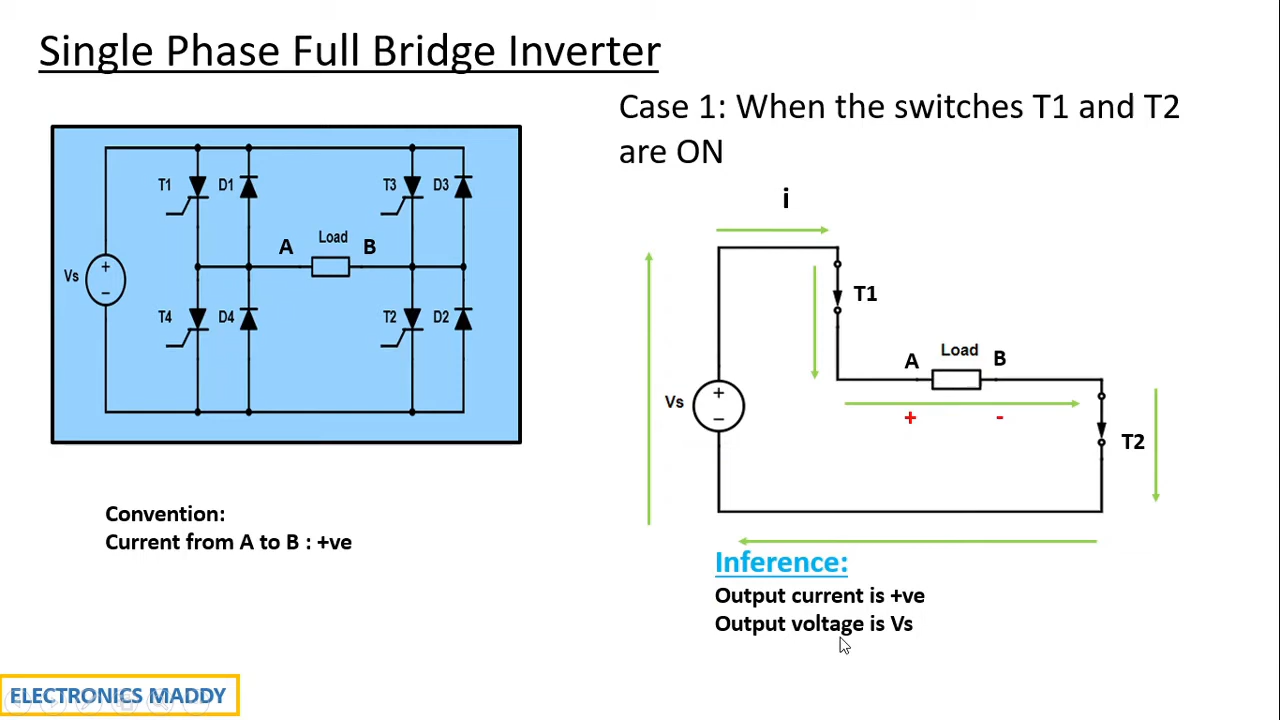 Single Phase Full Bridge Inverter
Case 1: When the switches T1 and T2
are ON
T1 D1 T3 D3
A Load B
Vs + −
T4 D4 T2 D2
i
T1
A Load B
Vs + −
+ -
T2
Convention:
Current from A to B : +ve
Inference:
Output current is +ve
Output voltage is Vs
ELECTRONICS MADDY